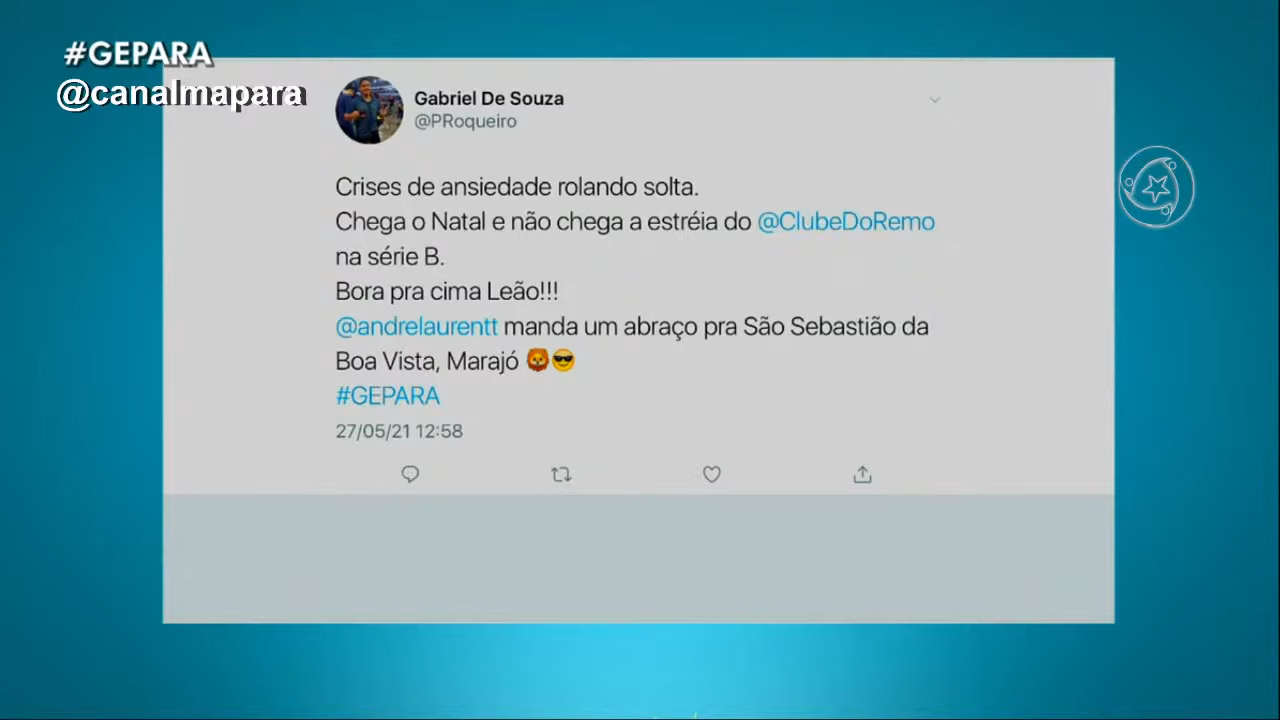 #GEPARA
@canalmapara
Gabriel De Souza
@PRoqueiro
Crises de ansiedade rolando solta.
Chega o Natal e não chega a estréia do @ClubeDoRemo
na série B.
Bora pra cima Leão!!!
@andrelaurentt manda um abraço pra São Sebastião da
Boa Vista, Marajó 🦁😎
#GEPARA
27/05/21 12:58